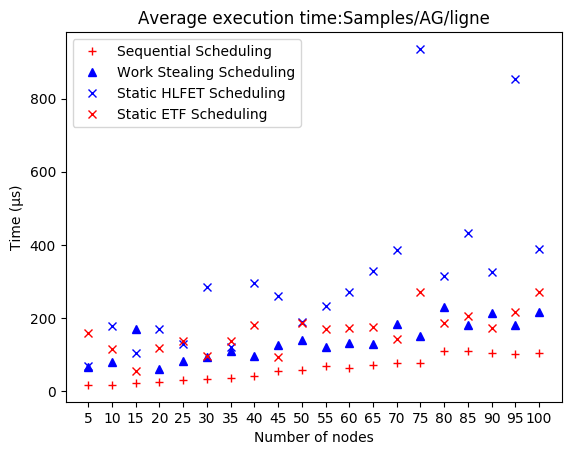 Average execution time:Samples/AG/ligne
Sequential Scheduling
Work Stealing Scheduling
Static HLFET Scheduling
Static ETF Scheduling
800
600
400
200
0
Time (µs)
5 10 15 20 25 30 35 40 45 50 55 60 65 70 75 80 85 90 95 100
Number of nodes